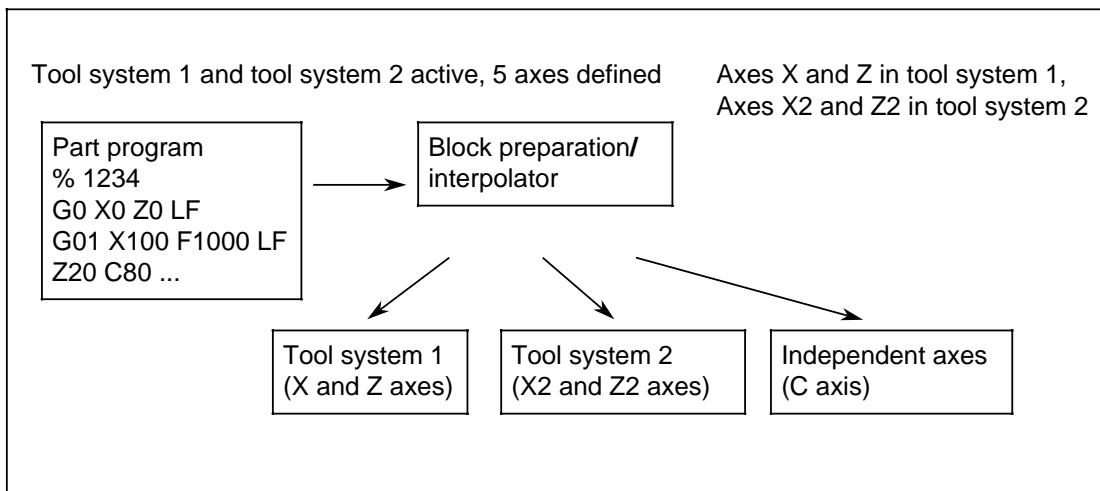 Tool system 1 and tool system 2 active, 5 axes defined
Axes X and Z in tool system 1,
Axes X2 and Z2 in tool system 2
Part program
% 1234
G0 X0 Z0 LF
G01 X100 F1000 LF
Z20 C80 ...
Block preparation/
interpolator
Tool system 1
(X and Z axes)
Tool system 2
(X2 and Z2 axes)
Independent axes
(C axis)